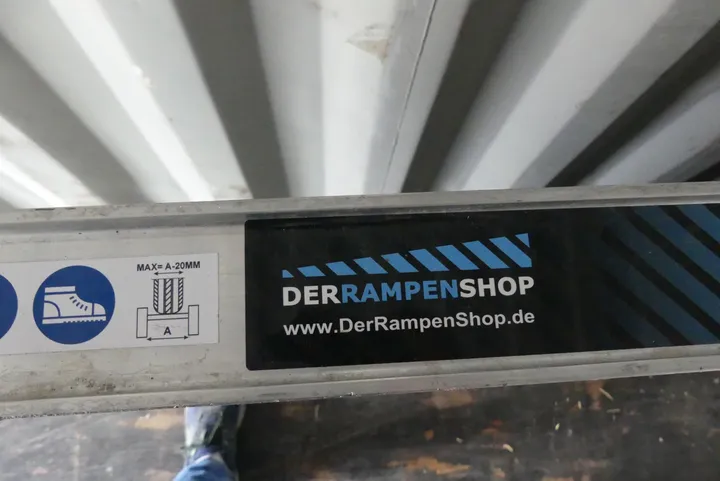 MAX= A-20MM
A
DERRAMPENSHOP
www.DerRampenShop.de